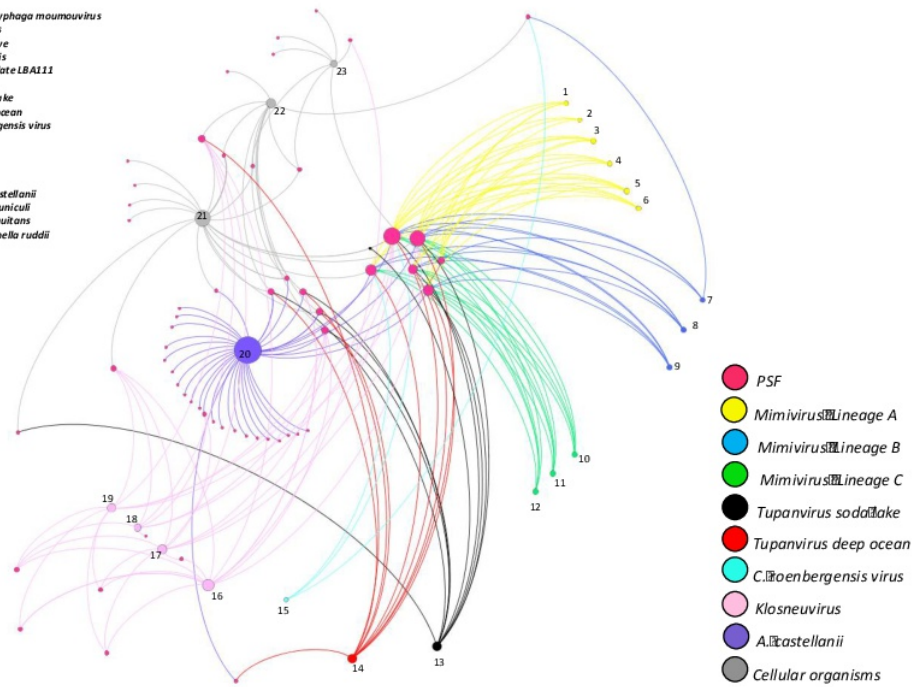 yphaga moumouvirus
s
ve
is
ate LBA111
ake
cean
gensis virus
stellanii
uniculi
uitans
ella ruddii
23
22
1
2
3
4
5
6
21
7
8
20
9
10
11
12
19
18
17
16
15
14
13
PSF
Mimivirus Lineage A
Mimivirus Lineage B
Mimivirus Lineage C
Tupanvirus soda lake
Tupanvirus deep ocean
C. roenbergensis virus
Klosneuvirus
A. castellanii
Cellular organisms